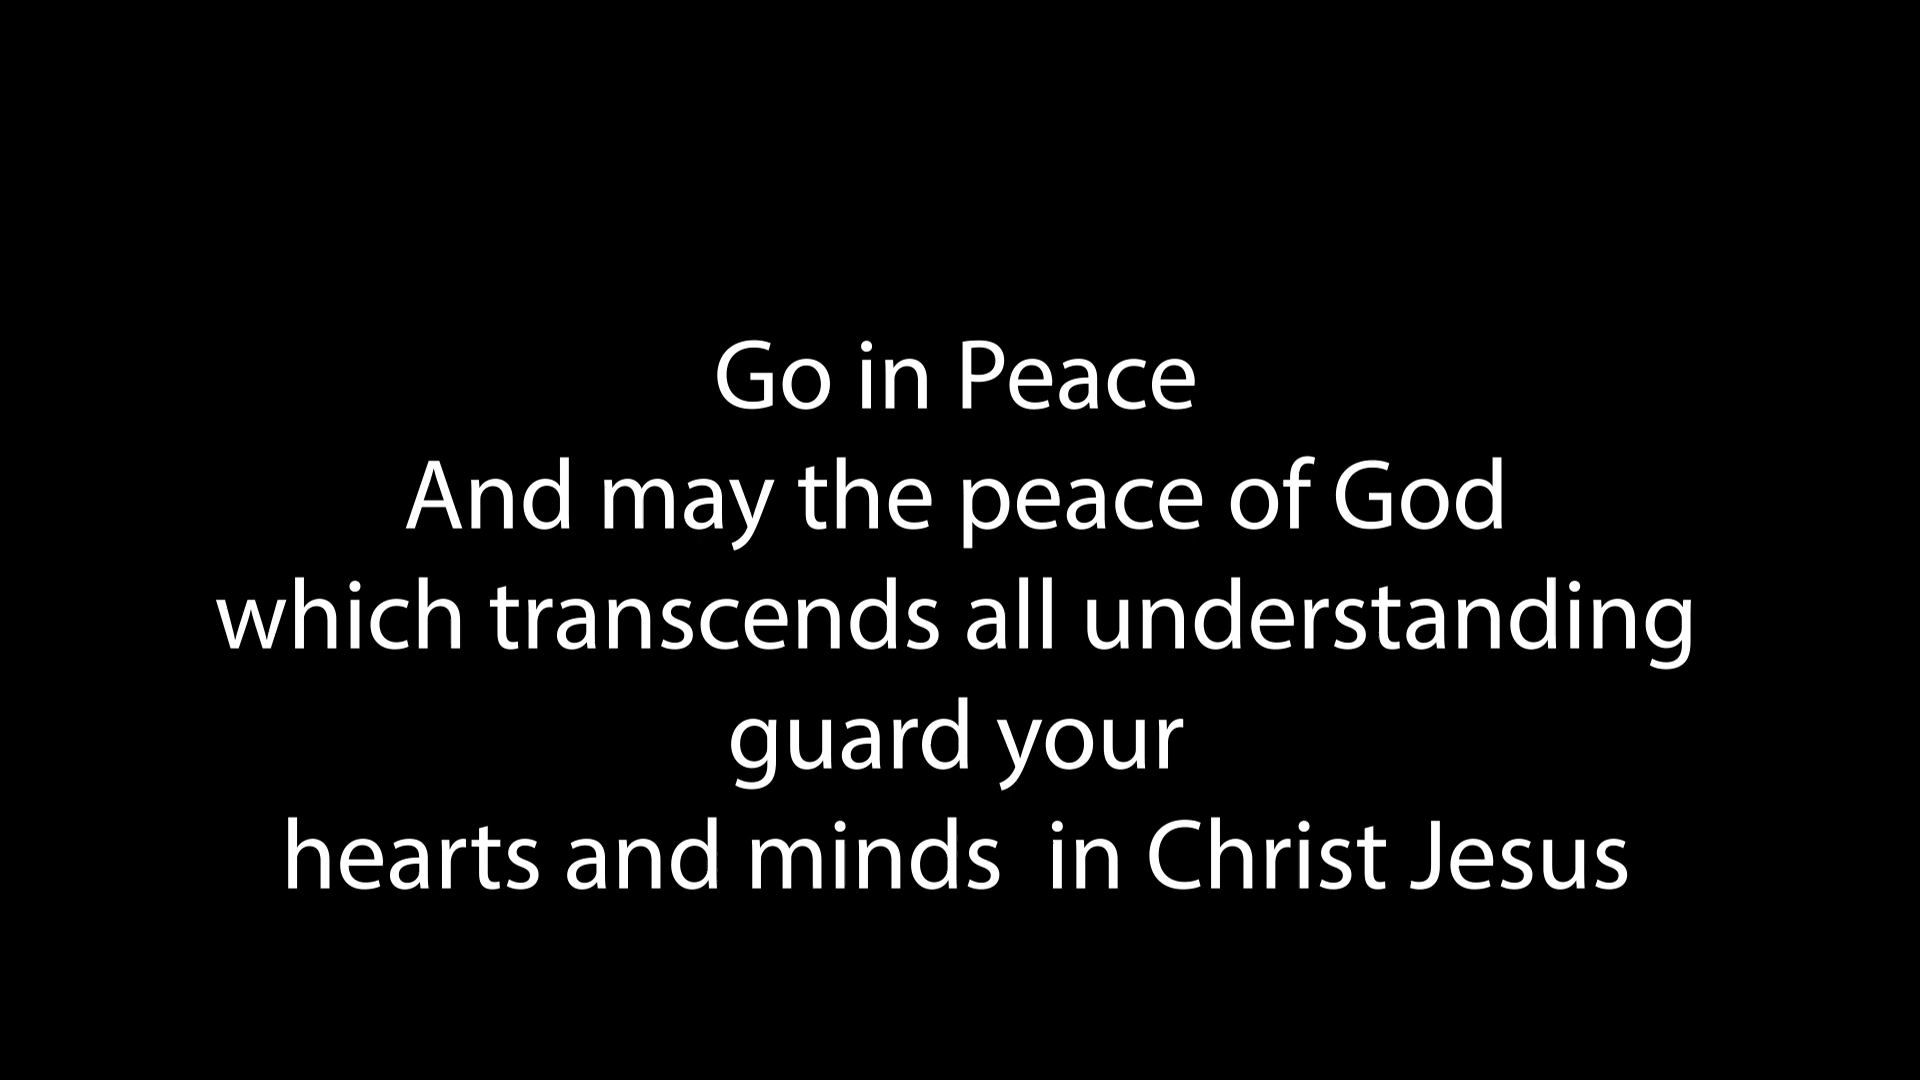 Go in Peace
And may the peace of God
which transcends all understanding
guard your
hearts and minds  in Christ Jesus